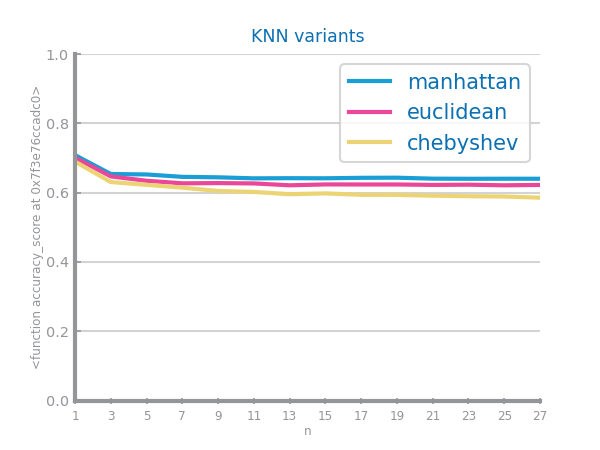 KNN variants
<function accuracy_score at 0x7f3e76ccadc0>
1.0
0.8
0.6
0.4
0.2
0.0
manhattan
euclidean
chebyshev
1 3 5 7 9 11 13 15 17 19 21 23 25 27
n